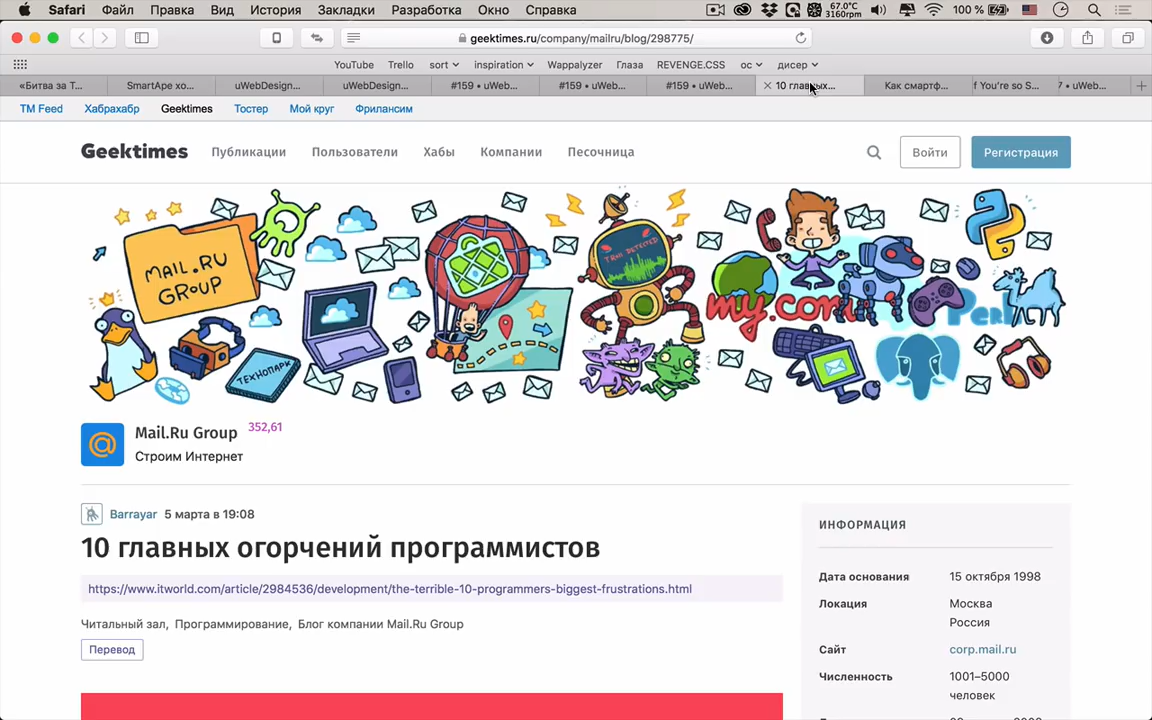 Safari Файл Правка Вид История Закладки Разработка Окно Справка 67.0°C 3160rpm 100 %
geektimes.ru/company/mailru/blog/298775/
YouTube Trello sort inspiration Wappalyzer Глаза REVENGE.CSS ос дисер
«Битва за Т... SmartApe хо... uWebDesign... uWebDesign... #159 • uWeb... #159 • uWeb... #159 • uWeb... 10 главных... Как смартф... f You're so S... 7 • uWeb...
TM Feed Хабрахабр Geektimes Тостер Мой круг Фрилансим
Geektimes Публикации Пользователи Хабы Компании Песочница Войти Регистрация
MAIL.RU GROUP
TROLL DETECTED
my.com
Perl
ТЕХНОПАРК
Mail.Ru Group 352,61
Строим Интернет
Barrayar 5 марта в 19:08
10 главных огорчений программистов
https://www.itworld.com/article/2984536/development/the-terrible-10-programmers-biggest-frustrations.html
Читальный зал, Программирование, Блог компании Mail.Ru Group
Перевод
ИНФОРМАЦИЯ
Дата основания 15 октября 1998
Локация Москва
Россия
Сайт corp.mail.ru
Численность 1001–5000
человек